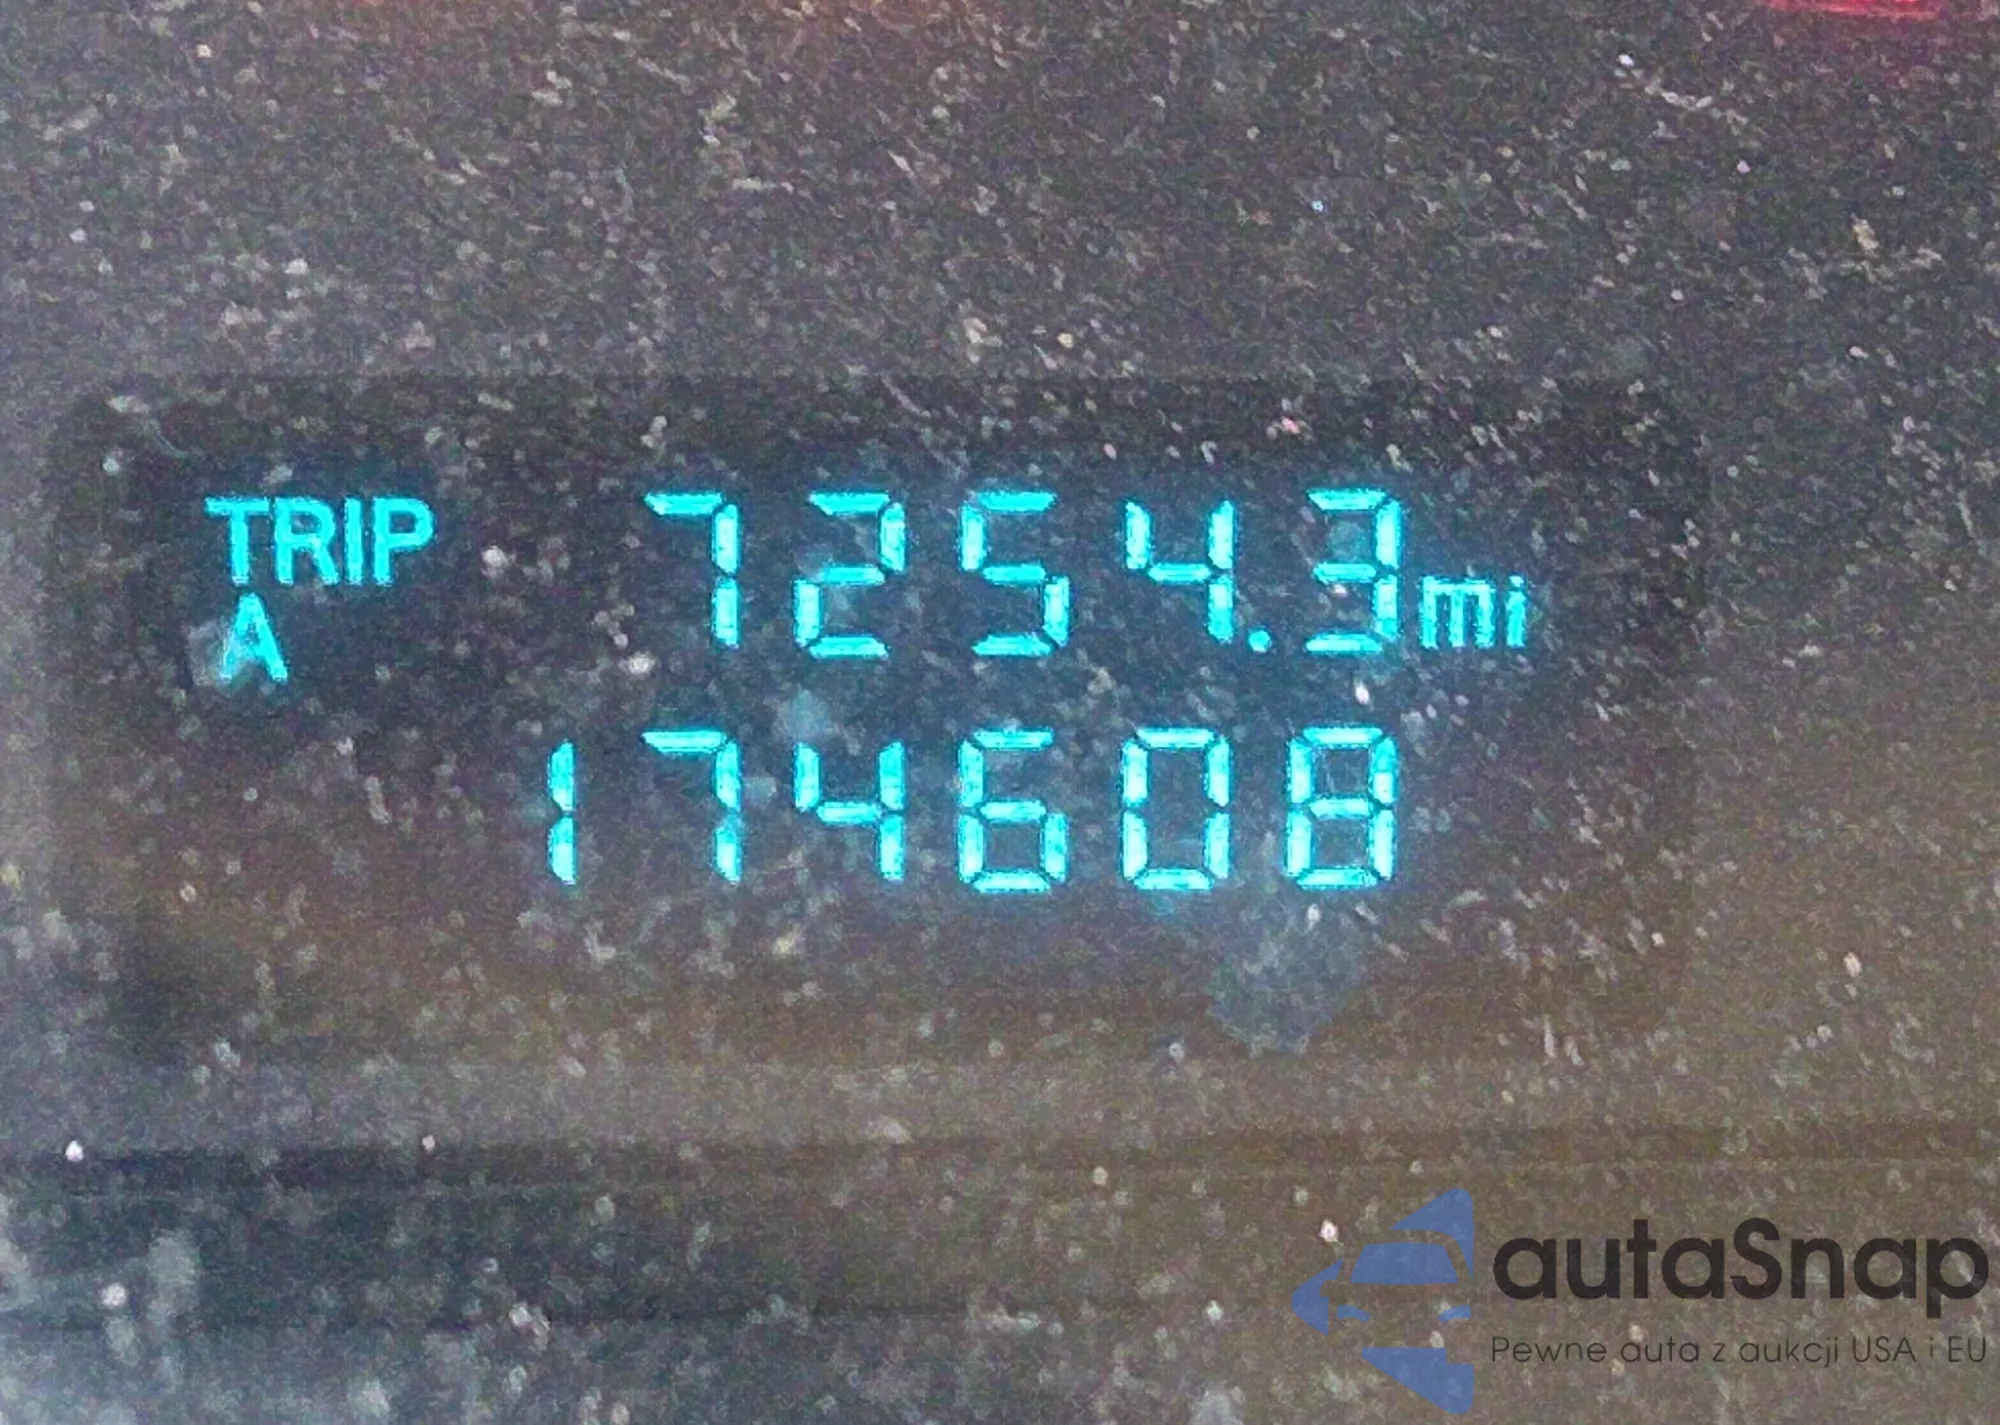 TRIP 7254.3mi
A
174608
autaSnap
Pewne auta z aukcji USA i EU